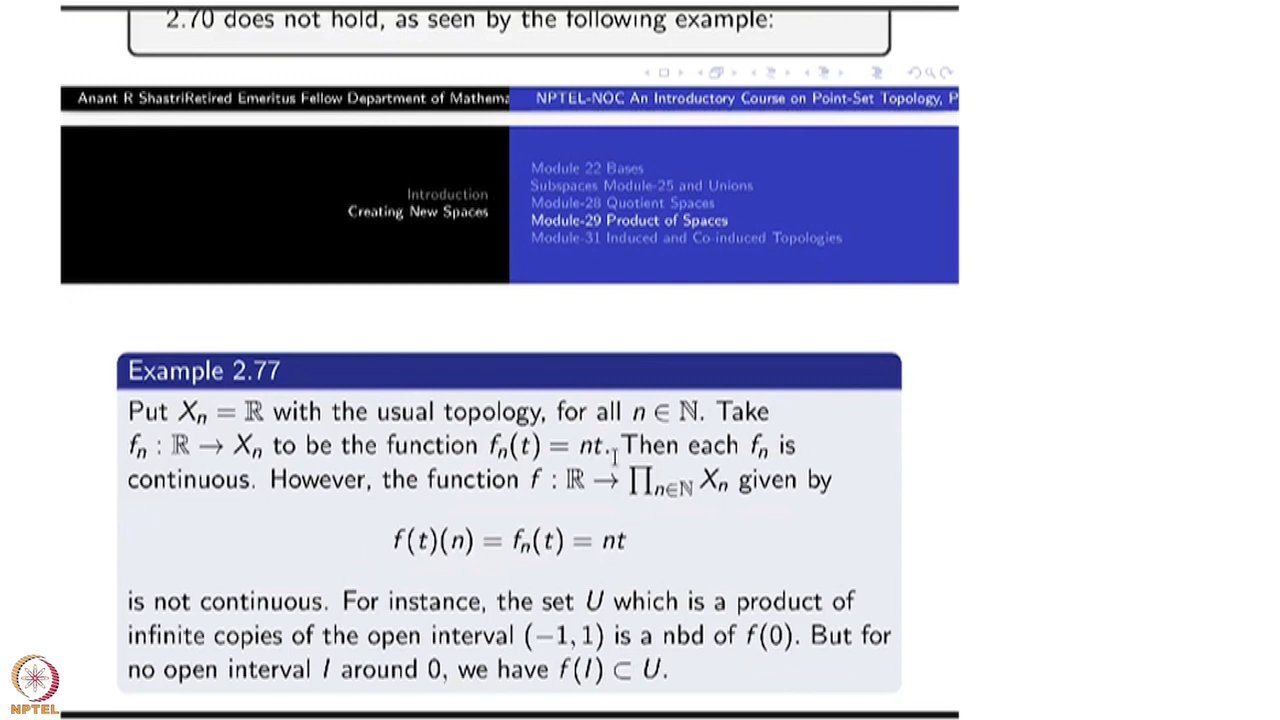 2.70 does not hold, as seen by the following example:
Anant R ShastriRetired Emeritus Fellow Department of Mathema
NPTEL-NOC An Introductory Course on Point-Set Topology, P
Introduction
Creating New Spaces
Module 22 Bases
Subspaces Module-25 and Unions
Module-28 Quotient Spaces
Module-29 Product of Spaces
Module-31 Induced and Co-induced Topologies
Example 2.77
Put Xₙ = ℝ with the usual topology, for all n ∈ ℕ. Take
fₙ : ℝ → Xₙ to be the function fₙ(t) = nt. Then each fₙ is
continuous. However, the function f : ℝ → ∏ₙ∈ℕ Xₙ given by
f(t)(n) = fₙ(t) = nt
is not continuous. For instance, the set U which is a product of
infinite copies of the open interval (−1, 1) is a nbd of f(0). But for
no open interval I around 0, we have f(I) ⊂ U.
NPTEL